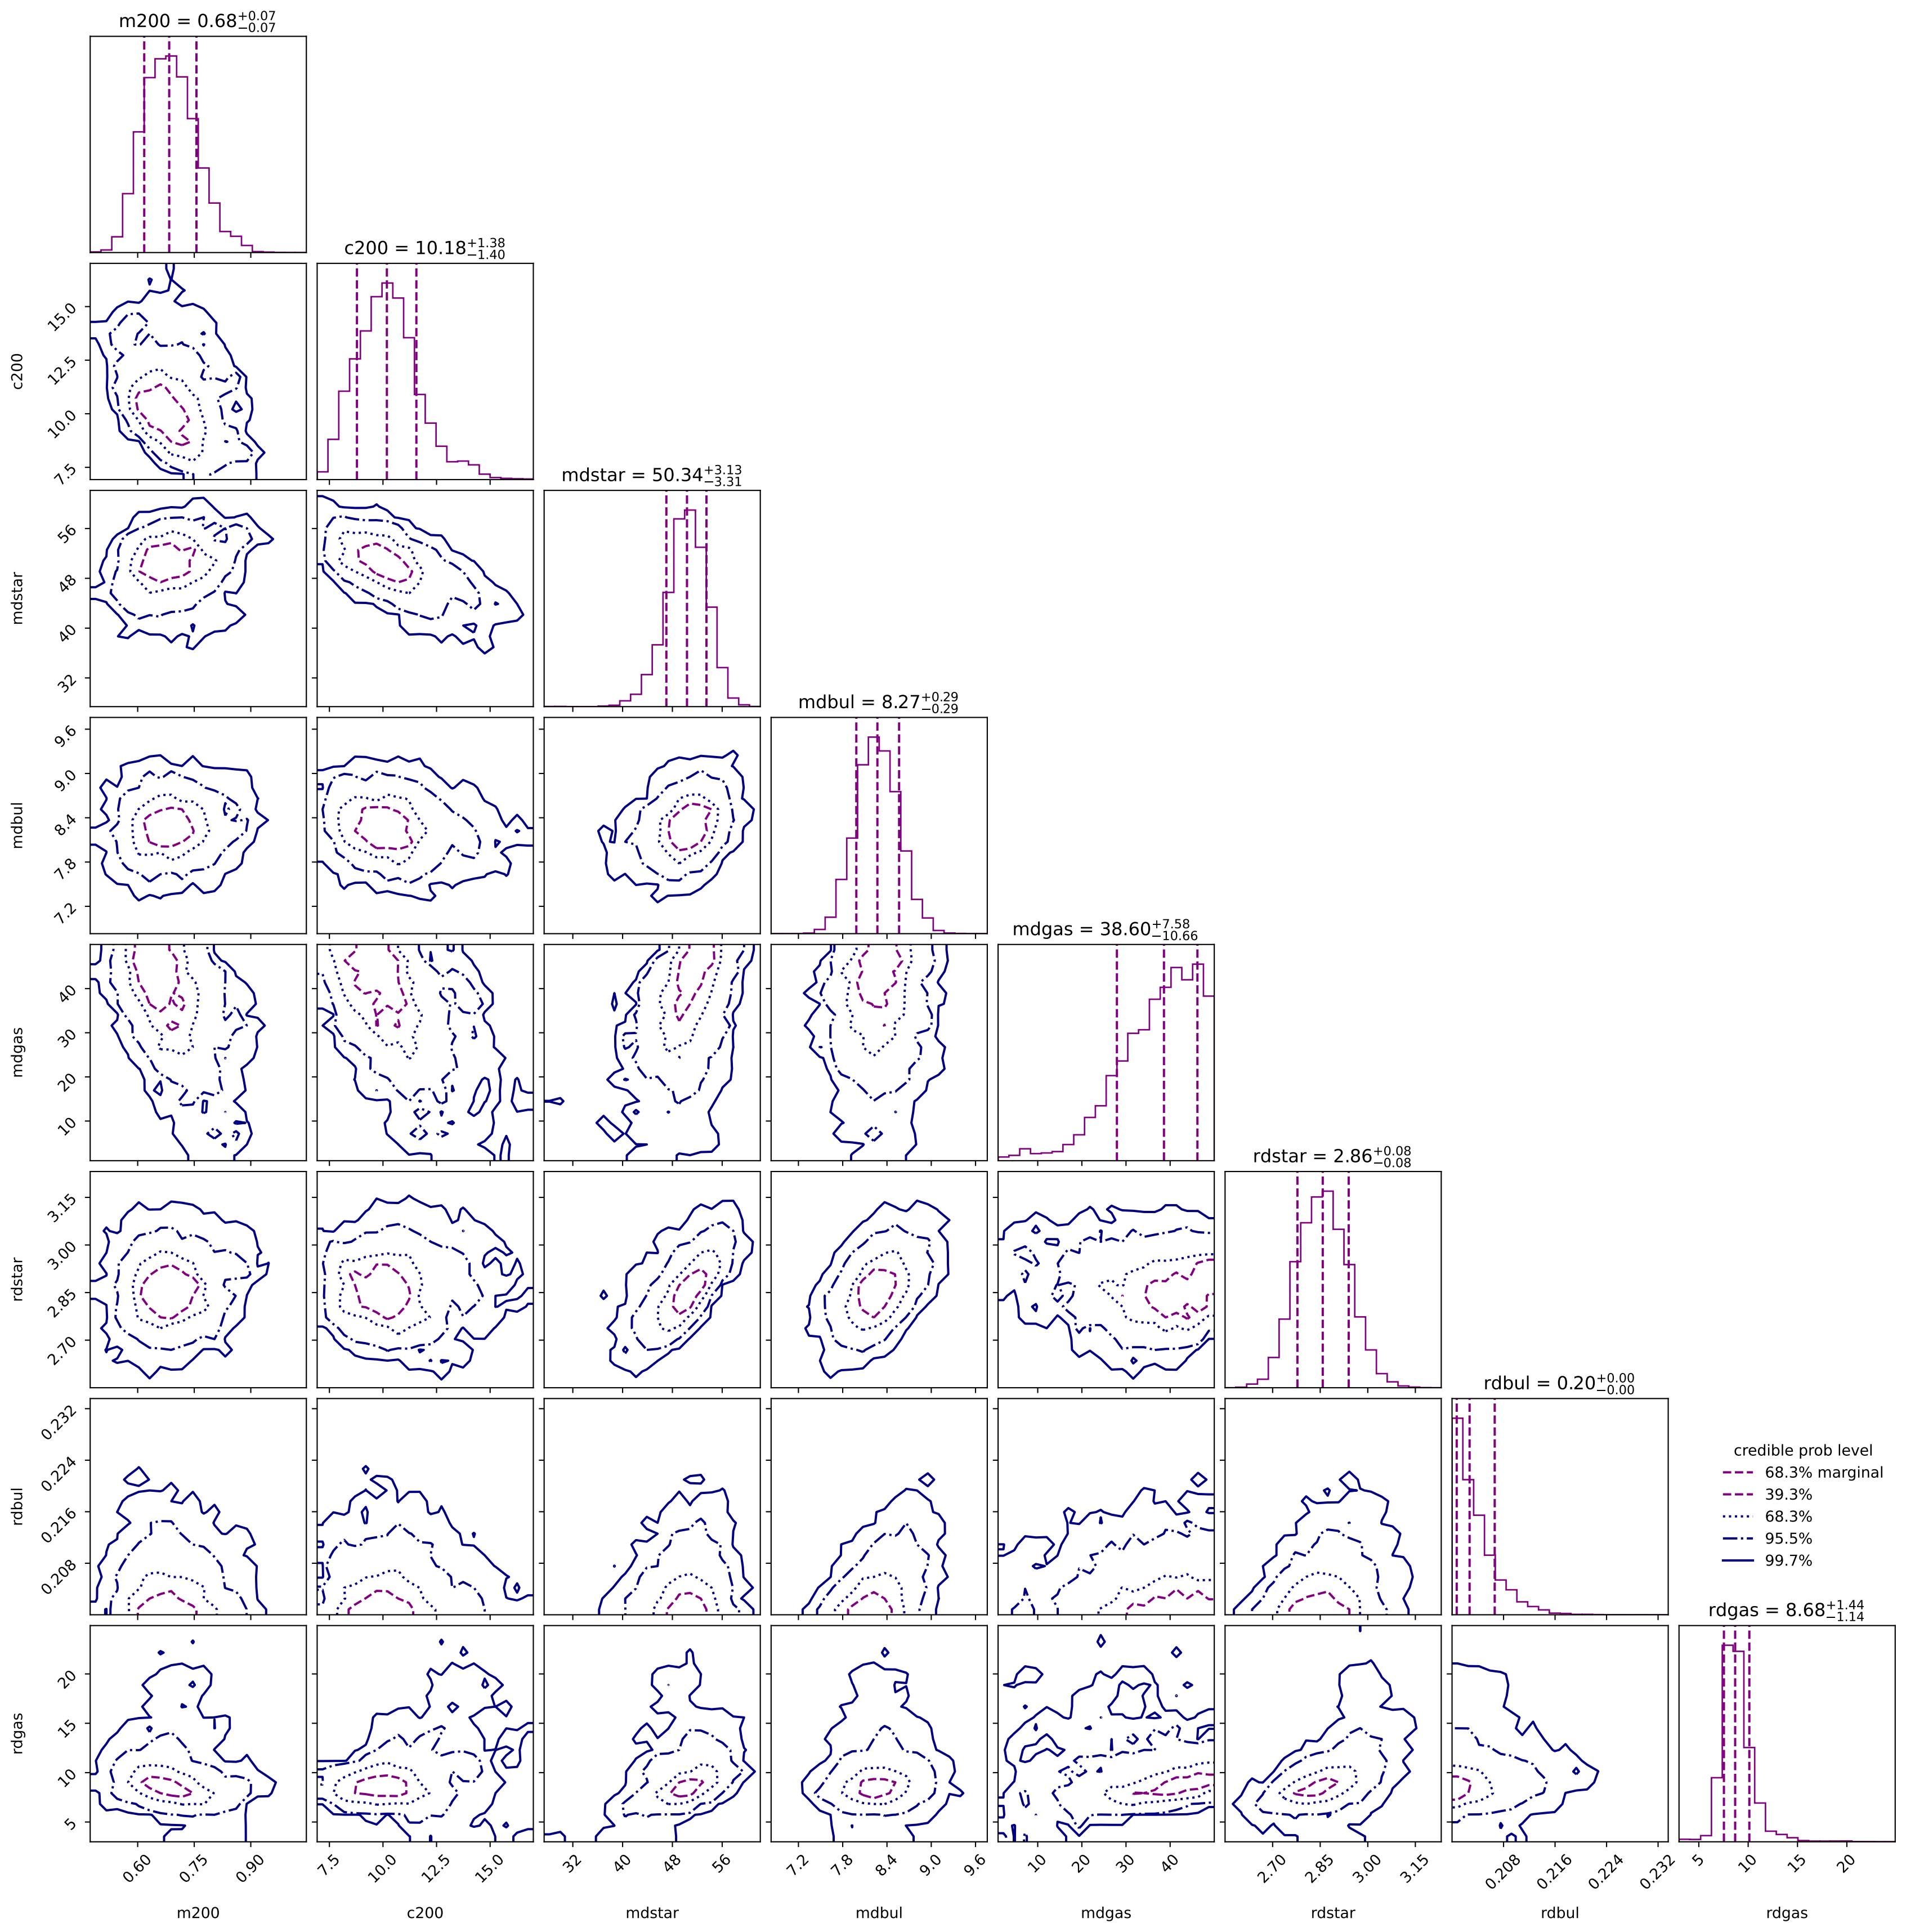 m200 = 0.68+0.07−0.07
c200 = 10.18+1.38−1.40
15.0
12.5
10.0
7.5
c200
mdstar = 50.34+3.13−3.31
56
48
40
32
mdstar
mdbul = 8.27+0.29−0.29
9.6
9.0
8.4
7.8
7.2
mdbul
mdgas = 38.60+7.58−10.66
40
30
20
10
mdgas
rdstar = 2.86+0.08−0.08
3.15
3.00
2.85
2.70
rdstar
rdbul = 0.20+0.00−0.00
0.232
0.224
0.216
0.208
rdbul
credible prob level
68.3% marginal
39.3%
68.3%
95.5%
99.7%
rdgas = 8.68+1.44−1.14
20
15
10
5
rdgas
0.60 0.75 0.90 7.5 10.0 12.5 15.0 32 40 48 56 7.2 7.8 8.4 9.0 9.6 10 20 30 40 2.70 2.85 3.00 3.15 0.208 0.216 0.224 0.232 5 10 15 20
m200 c200 mdstar mdbul mdgas rdstar rdbul rdgas